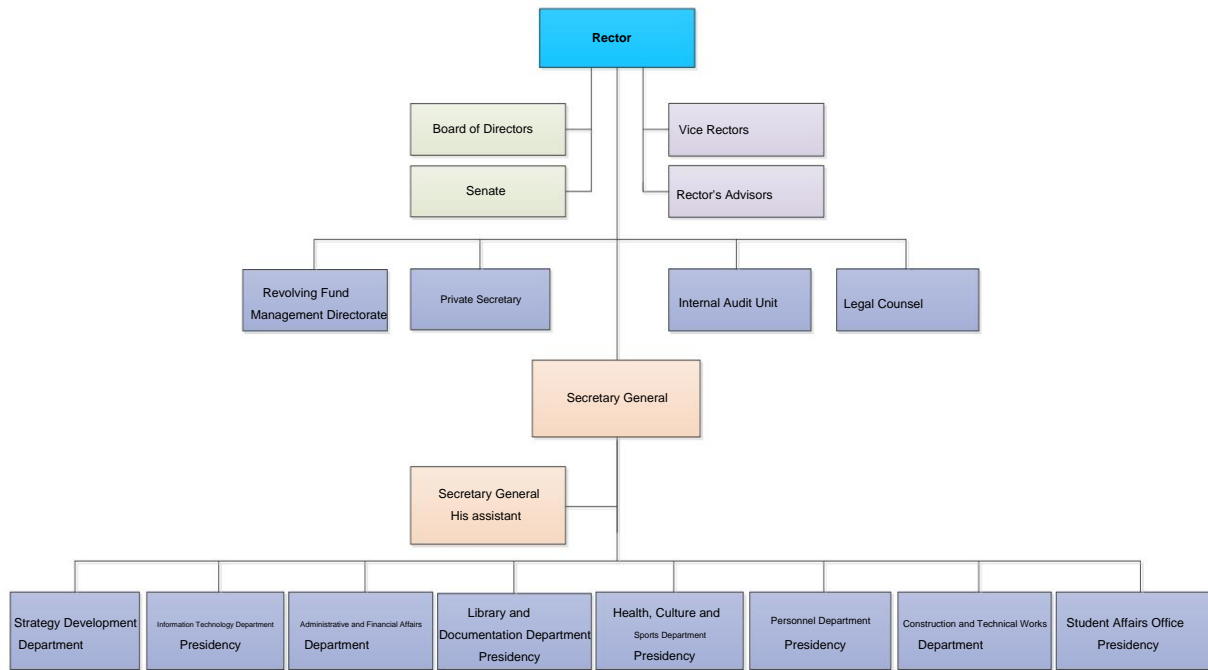 Rector
Board of Directors
Vice Rectors
Senate
Rector's Advisors
Revolving Fund
Management Directorate
Private Secretary
Internal Audit Unit
Legal Counsel
Secretary General
Secretary General
His assistant
Strategy Development
Department
Information Technology Department
Presidency
Administrative and Financial Affairs
Department
Library and
Documentation Department
Presidency
Health, Culture and
Sports Department
Presidency
Personnel Department
Presidency
Construction and Technical Works
Department
Student Affairs Office
Presidency